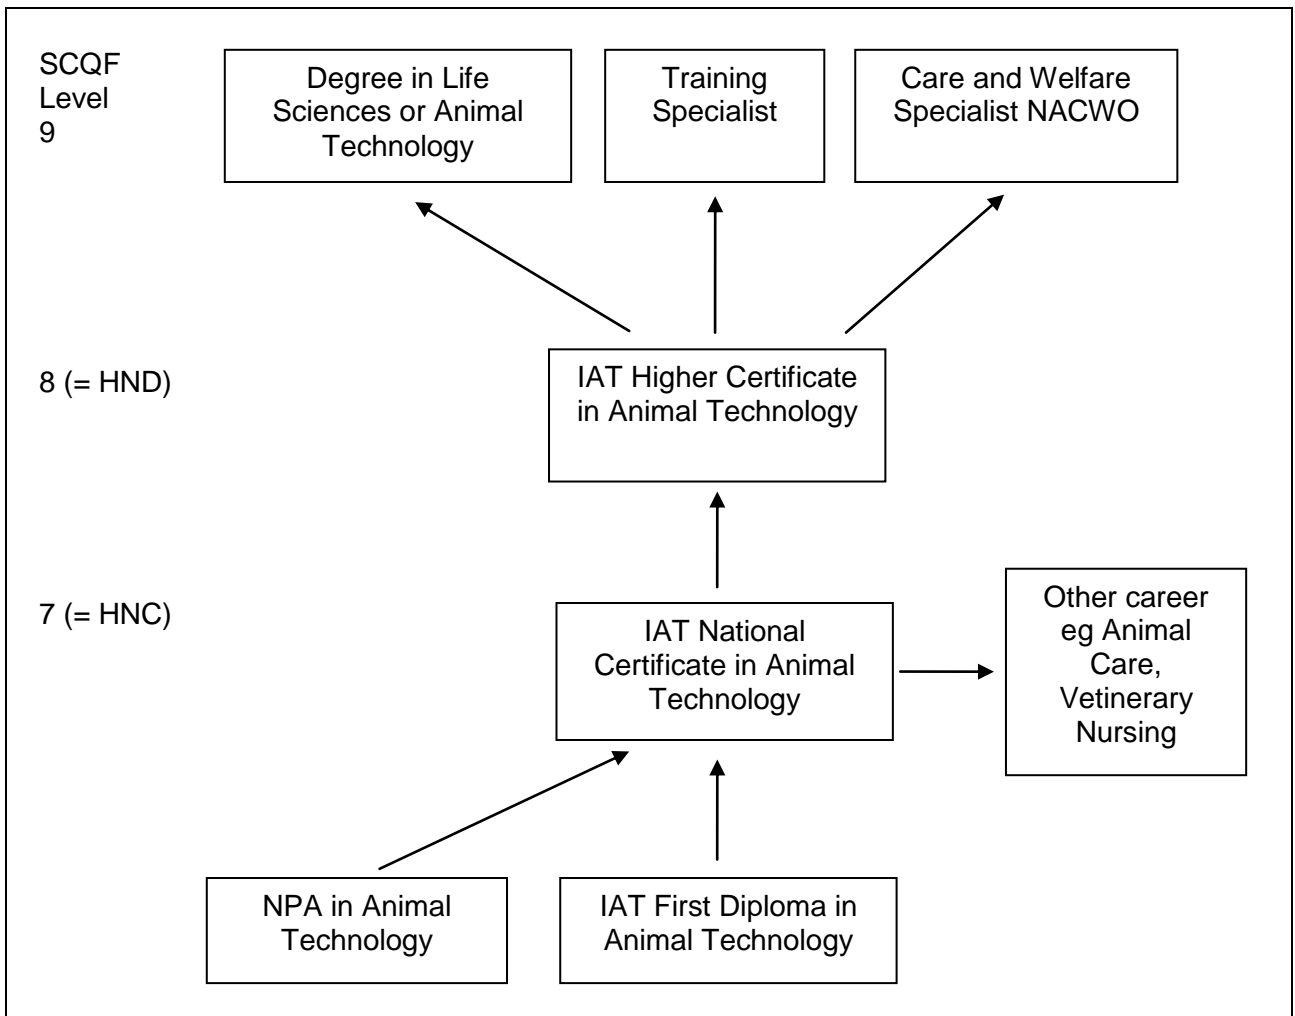 SCQF
Level
9
Degree in Life
Sciences or Animal
Technology
Training
Specialist
Care and Welfare
Specialist NACWO
8 (= HND)
IAT Higher Certificate
in Animal Technology
7 (= HNC)
IAT National
Certificate in Animal
Technology
Other career
eg Animal
Care,
Vetinerary
Nursing
NPA in Animal
Technology
IAT First Diploma in
Animal Technology